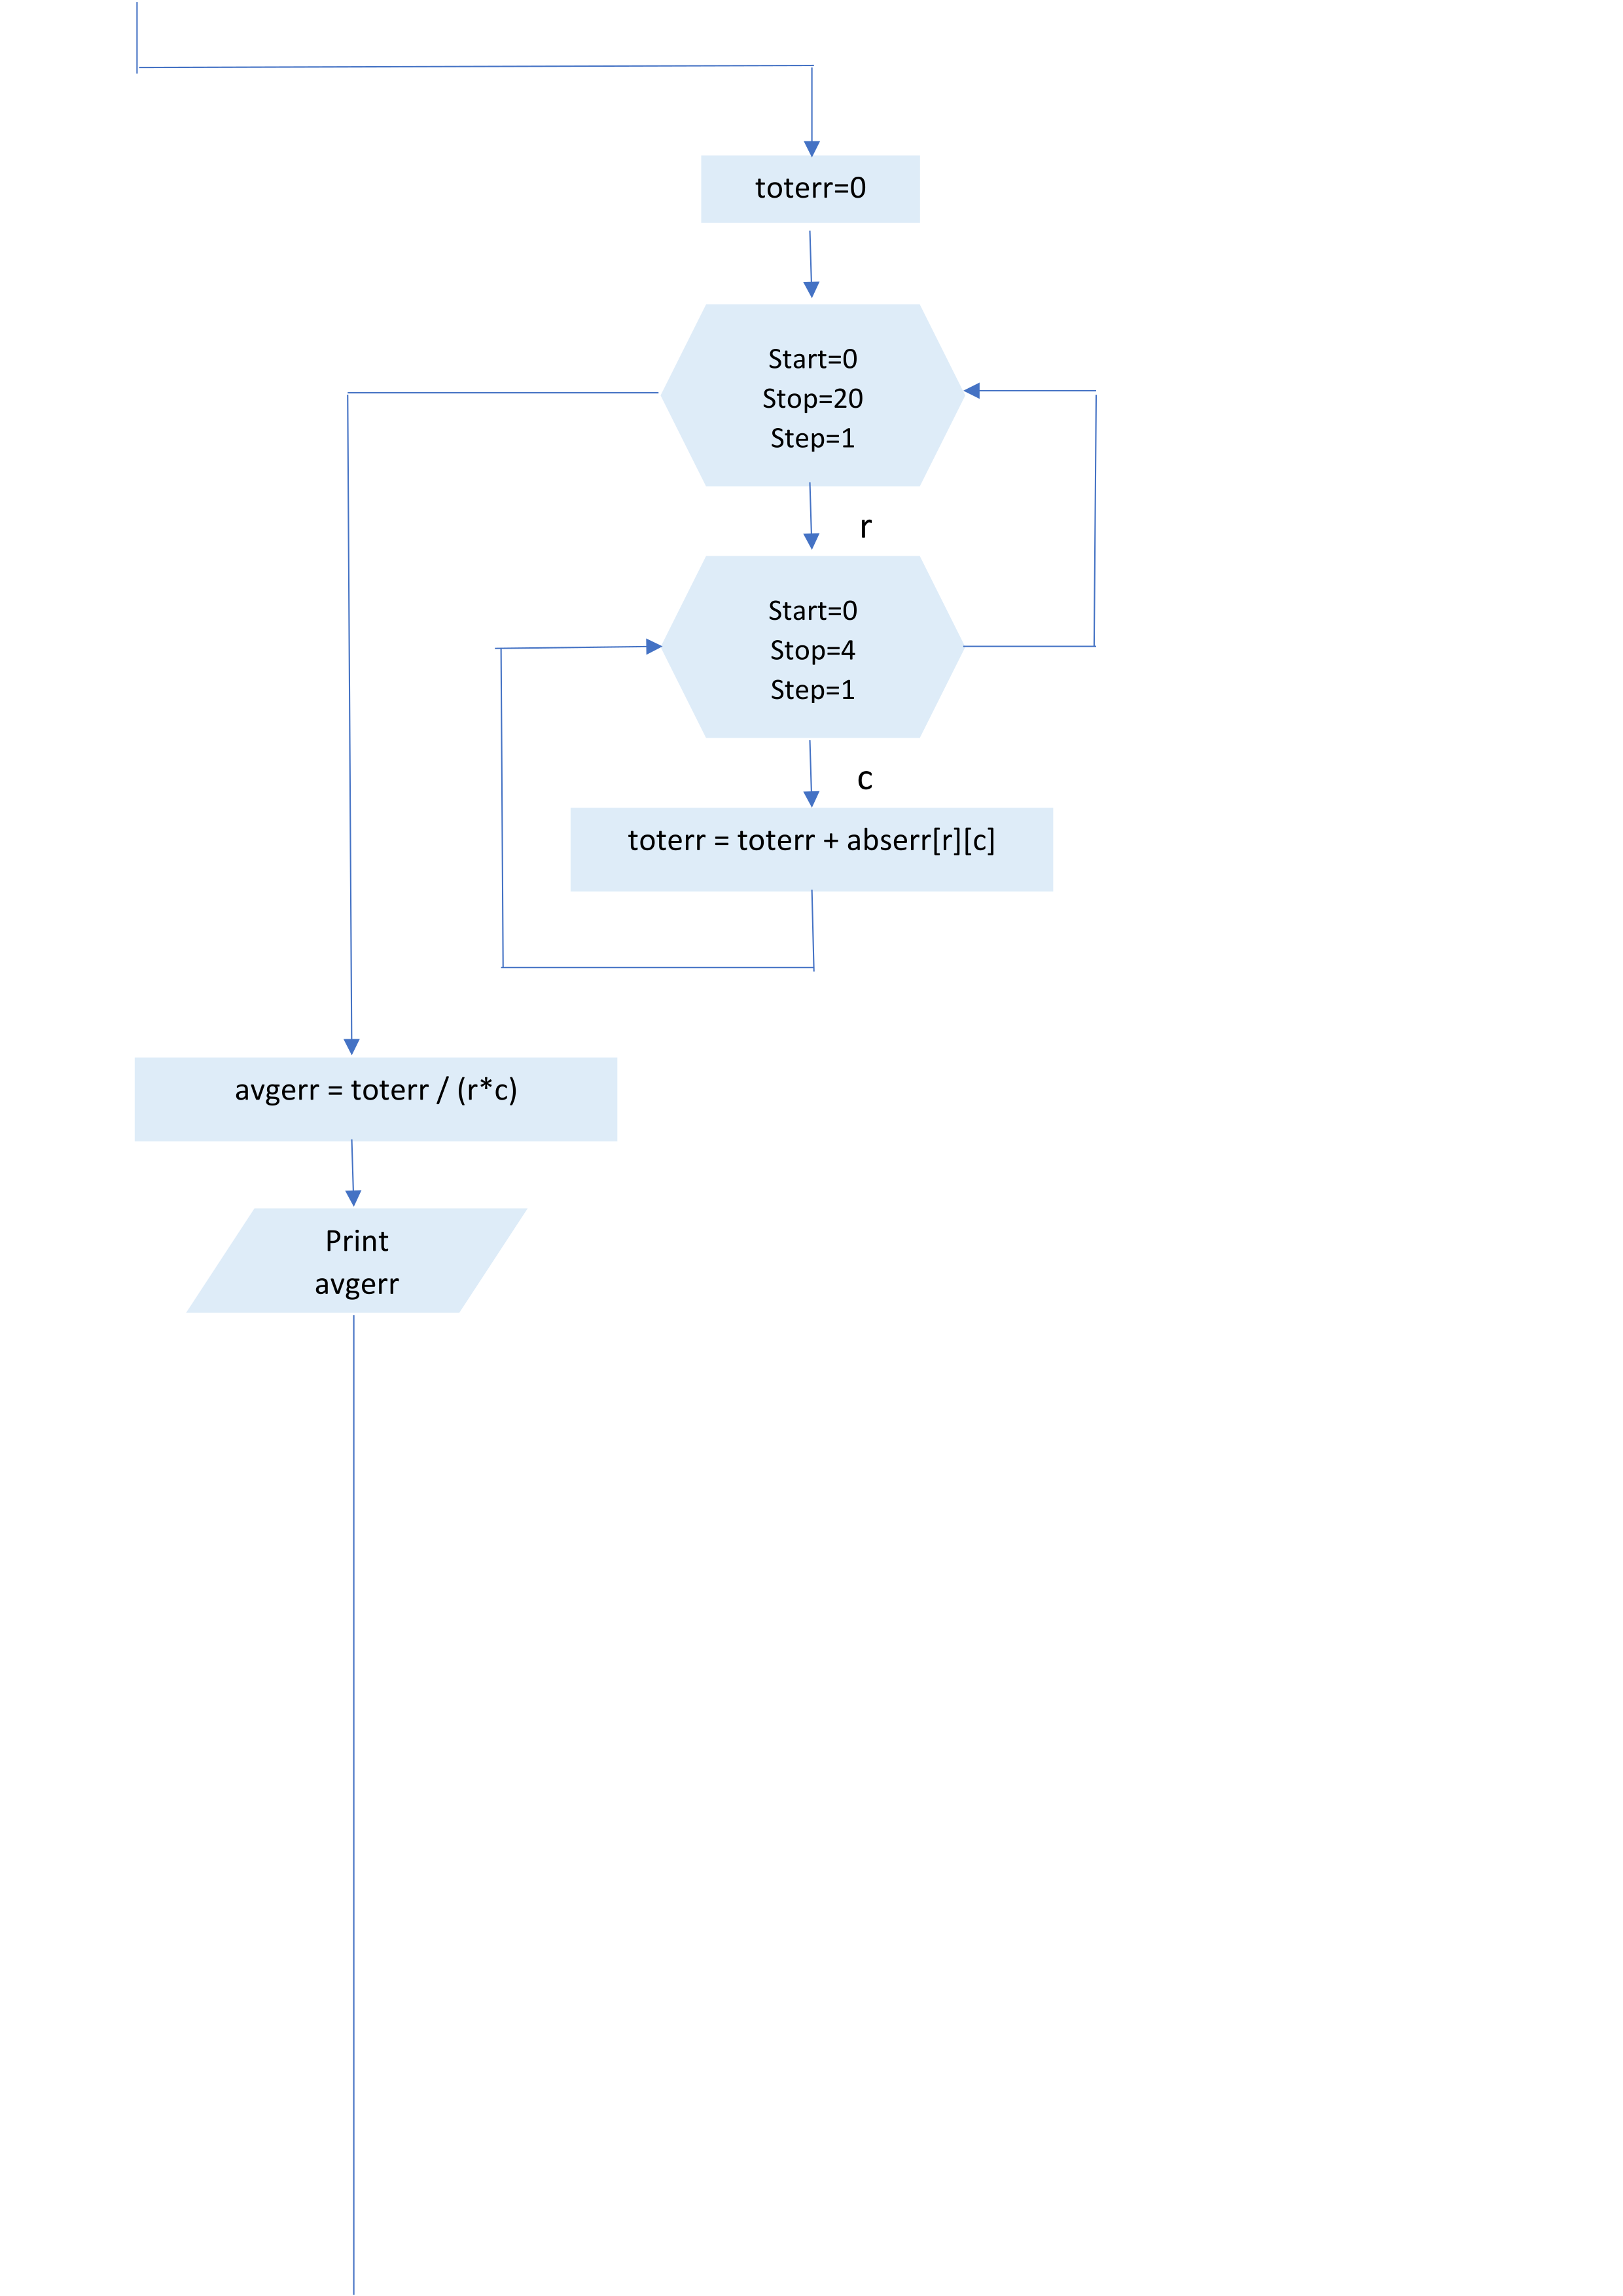 toterr=0
Start=0
Stop=20
Step=1
r
Start=0
Stop=4
Step=1
c
toterr = toterr + abserr[r][c]
avgerr = toterr / (r*c)
Print
avgerr